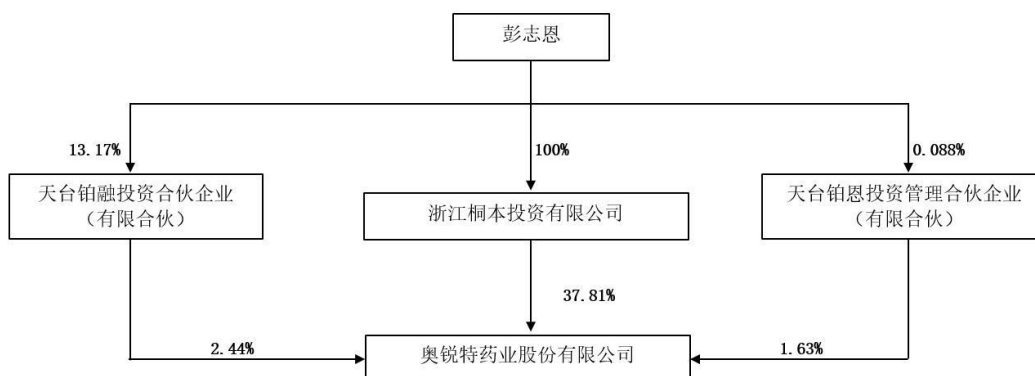 彭志恩
13.17%
100%
0.088%
天台铂融投资合伙企业
（有限合伙）
浙江桐本投资有限公司
天台铂恩投资管理合伙企业
（有限合伙）
37.81%
2.44%
奥锐特药业股份有限公司
1.63%